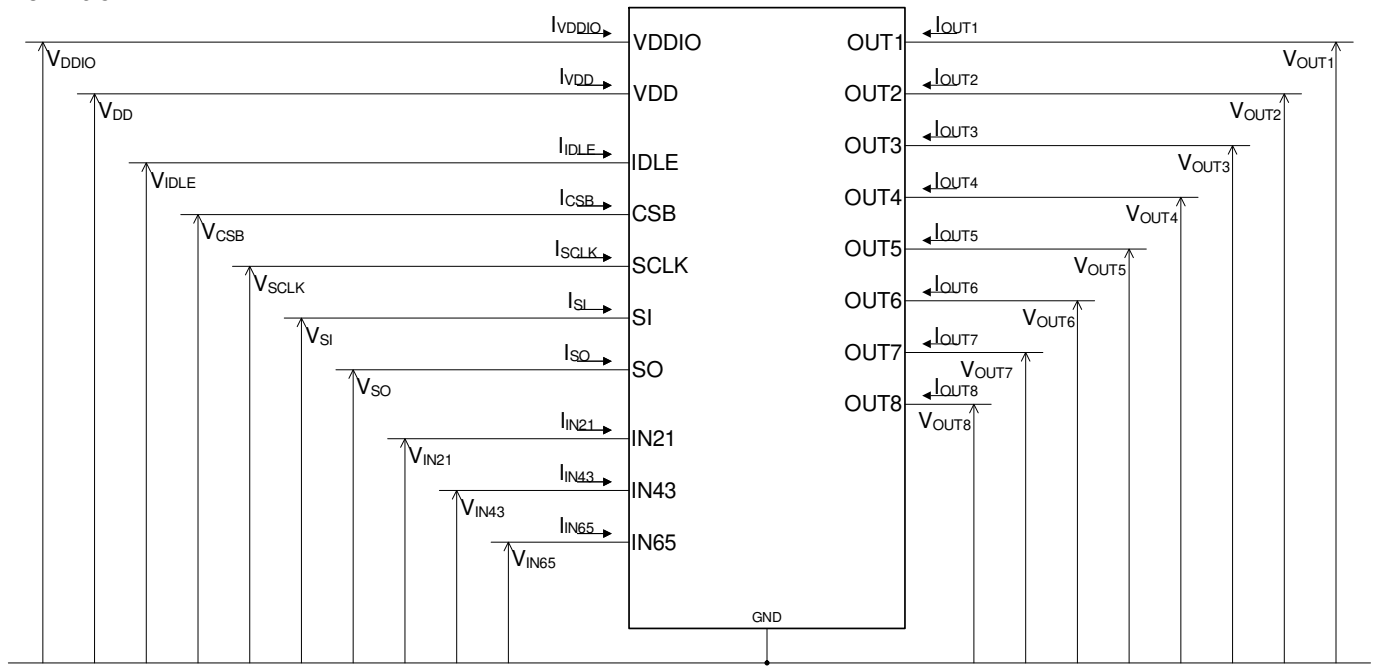 IVDDIO VDDIO OUT1 IOUT1
VDDIO VOUT1
IVDD VDD OUT2 IOUT2
VDD VOUT2
IIDLE IDLE OUT3 IOUT3
VIDLE VOUT3
ICSB CSB OUT4 IOUT4
VCSB VOUT4
ISCLK SCLK OUT5 IOUT5
VSCLK VOUT5
ISI SI OUT6 IOUT6
VSI VOUT6
ISO SO OUT7 IOUT7
VSO VOUT7
OUT8 IOUT8
VOUT8
IIN21 IN21
VIN21
IIN43 IN43
VIN43
IIN65 IN65
VIN65
GND